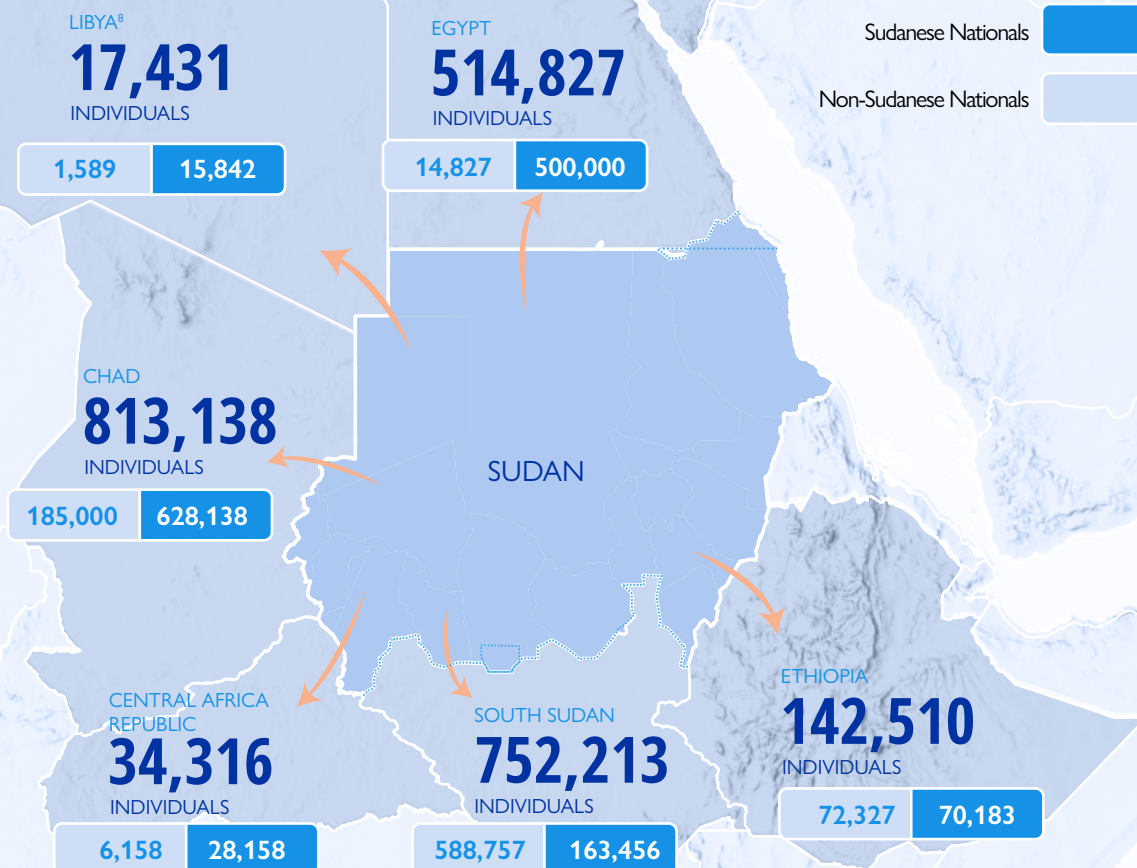 LIBYA⁸
17,431
INDIVIDUALS
1,589 15,842
EGYPT
514,827
INDIVIDUALS
14,827 500,000
Sudanese Nationals
Non-Sudanese Nationals
CHAD
813,138
INDIVIDUALS
185,000 628,138
SUDAN
CENTRAL AFRICA
REPUBLIC
34,316
INDIVIDUALS
6,158 28,158
SOUTH SUDAN
752,213
INDIVIDUALS
588,757 163,456
ETHIOPIA
142,510
INDIVIDUALS
72,327 70,183